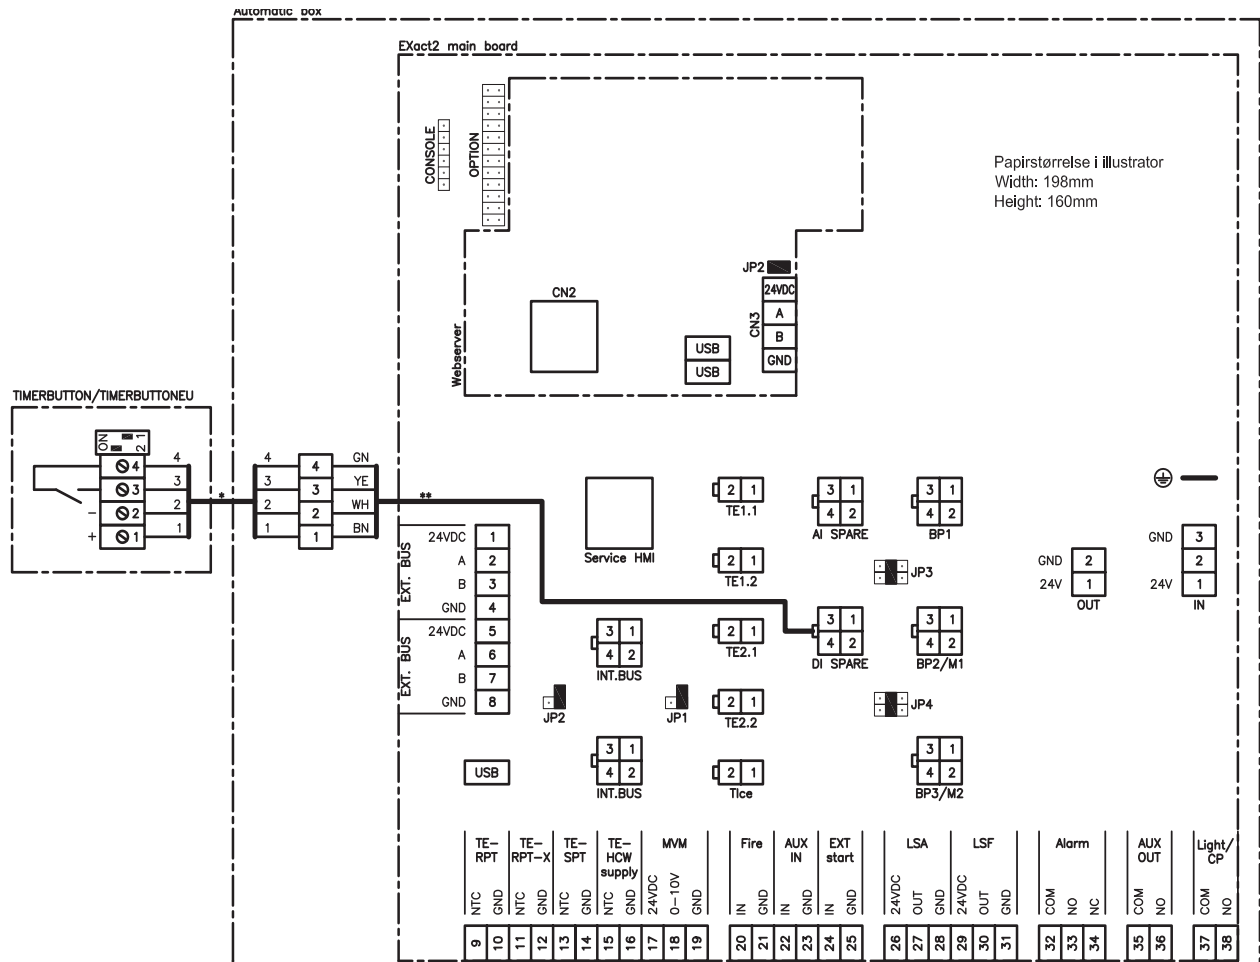 Automatic box
EXact2 main board
CONSOLE
OPTION
Papirstørrelse i illustrator
Width: 198mm
Height: 160mm
JP2
24VDC
A
B
GND
CN3
CN2
USB
USB
Webserver
TIMERBUTTON/TIMERBUTTONEU
ON
2 1
4
3
- 2
+ 1
4
3
2
1
*
4
3
2
1
4
3
2
1
GN
YE
WH
BN
**
EXT. BUS
24VDC 1
A 2
B 3
GND 4
EXT. BUS
24VDC 5
A 6
B 7
GND 8
USB
Service HMI
3 1
4 2
INT.BUS
JP2
JP1
3 1
4 2
INT.BUS
2 1
TE1.1
2 1
TE1.2
2 1
TE2.1
2 1
TE2.2
2 1
TIce
3 1
4 2
AI SPARE
3 1
4 2
DI SPARE
3 1
4 2
BP1
JP3
3 1
4 2
BP2/M1
JP4
3 1
4 2
BP3/M2
GND 2
24V 1
OUT
GND 3
2
24V 1
IN
TE-RPT
TE-RPT-X
TE-SPT
TE-HCW supply
MVM
Fire
AUX IN
EXT start
LSA
LSF
Alarm
AUX OUT
Light/CP
NTC GND NTC GND NTC GND NTC GND 24VDC 0-10V GND IN GND IN GND IN GND 24VDC OUT GND 24VDC OUT GND COM NO NC COM NO COM NO
9 10 11 12 13 14 15 16 17 18 19 20 21 22 23 24 25 26 27 28 29 30 31 32 33 34 35 36 37 38